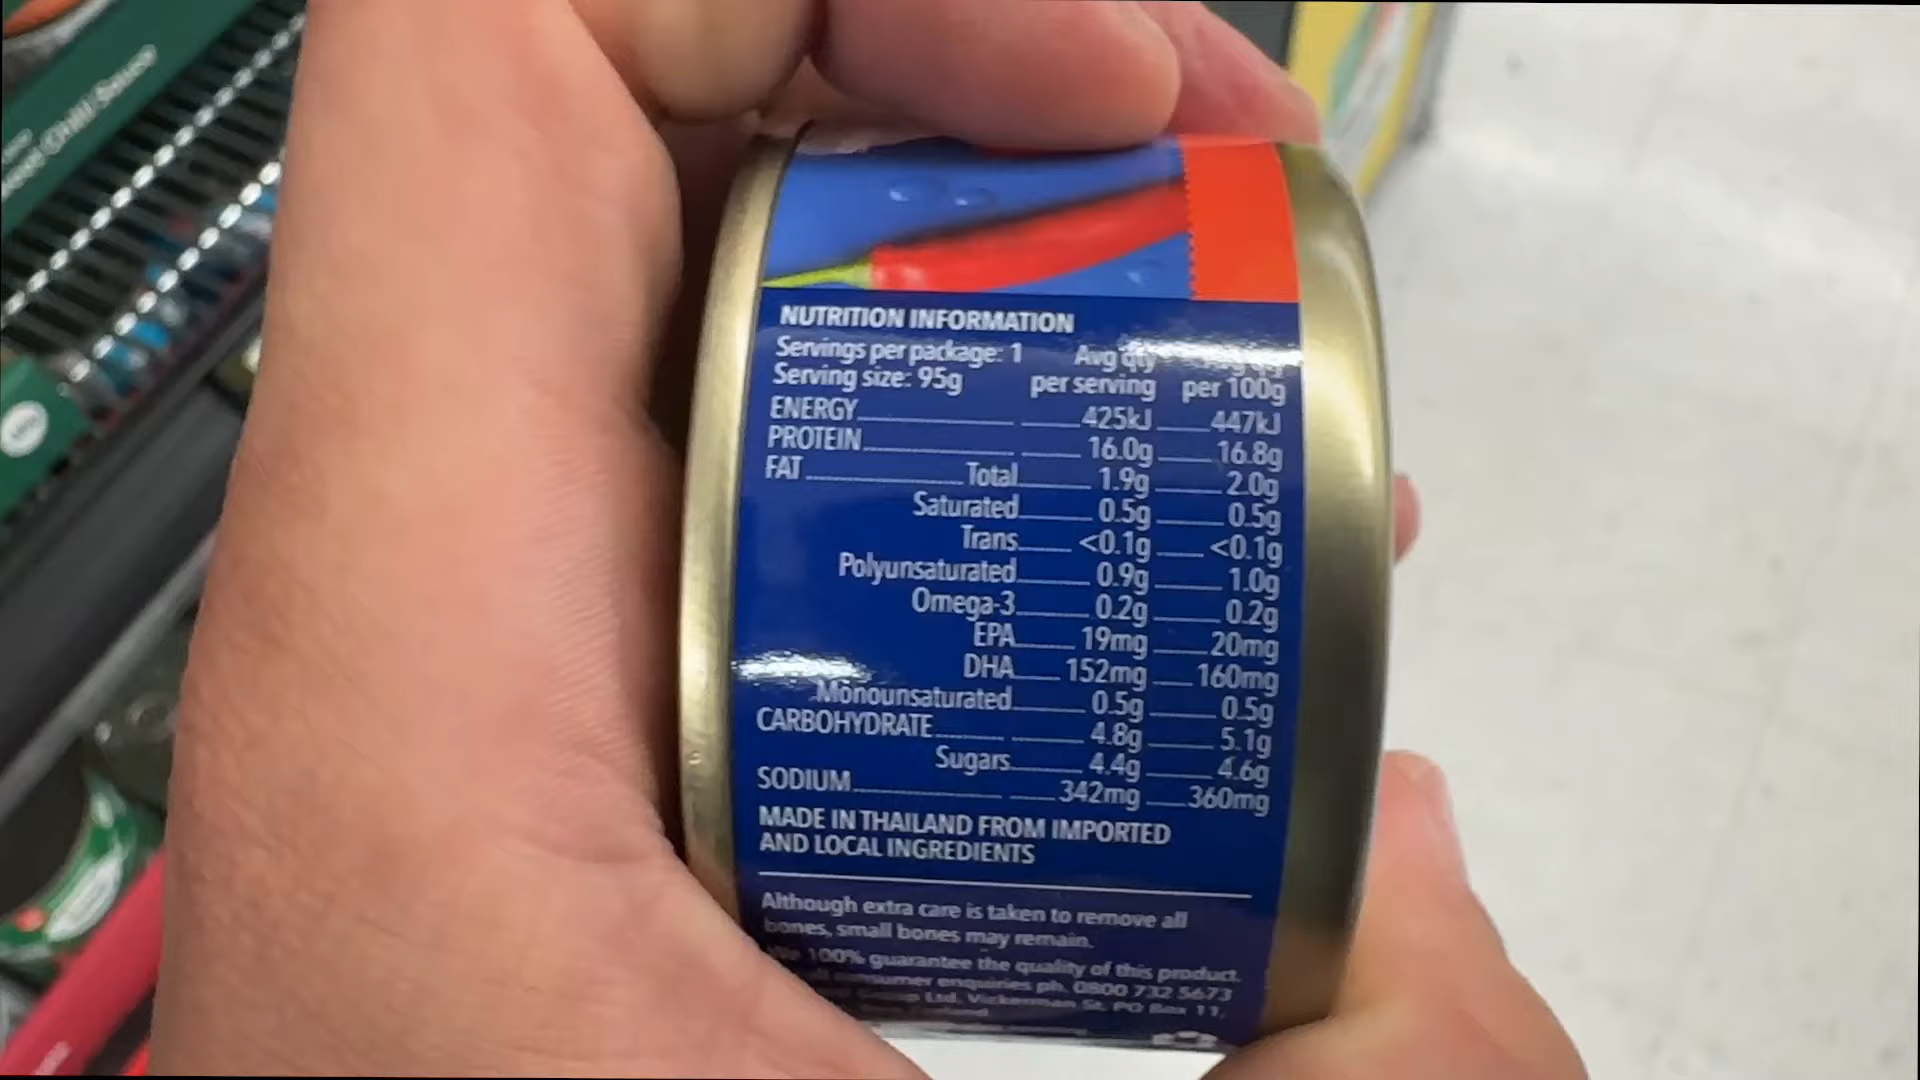 Chilli Sauce
NUTRITION INFORMATION
Servings per package: 1 Avg qty
Serving size: 95g per serving per 100g
ENERGY 425kJ 447kJ
PROTEIN 16.0g 16.8g
FAT Total 1.9g 2.0g
Saturated 0.5g 0.5g
Trans <0.1g <0.1g
Polyunsaturated 0.9g 1.0g
Omega-3 0.2g 0.2g
EPA 19mg 20mg
DHA 152mg 160mg
Monounsaturated 0.5g 0.5g
CARBOHYDRATE 4.8g 5.1g
Sugars 4.4g 4.6g
SODIUM 342mg 360mg
MADE IN THAILAND FROM IMPORTED
AND LOCAL INGREDIENTS
Although extra care is taken to remove all
bones, small bones may remain.
100% guarantee the quality of this product.
enquiries ph. 0800 732 5673
Group Ltd, Vickerman St, PO Box 11,